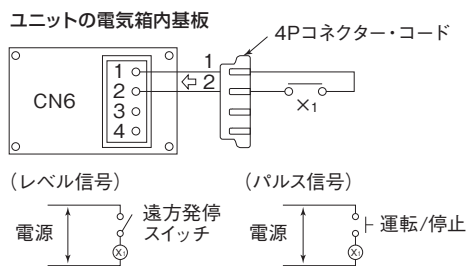 ユニットの電気箱内基板
4Pコネクター・コード
CN6
1
2
3
4
1
2
X1
（レベル信号）
電源
遠方発停
スイッチ
X1
（パルス信号）
電源
運転/停止
X1